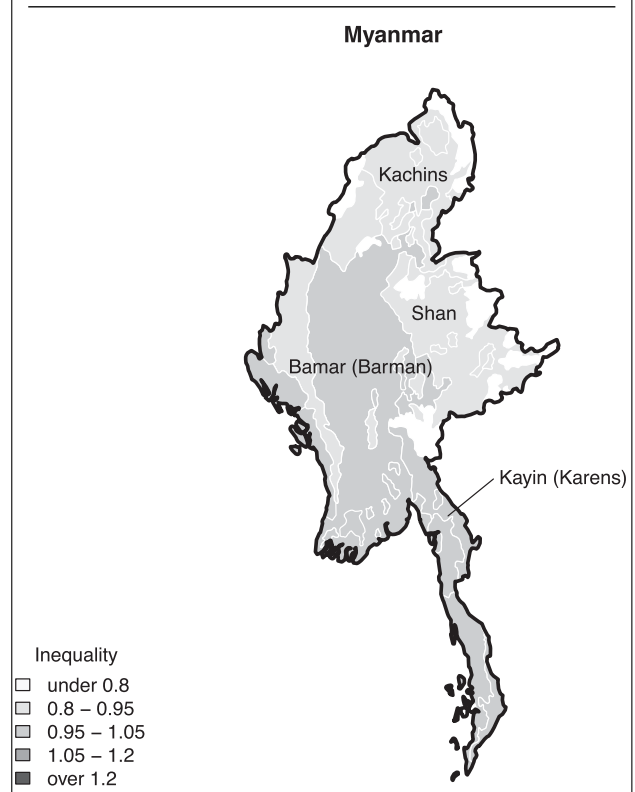 Myanmar
Kachins
Shan
Bamar (Barman)
Kayin (Karens)
Inequality
under 0.8
0.8 – 0.95
0.95 – 1.05
1.05 – 1.2
over 1.2